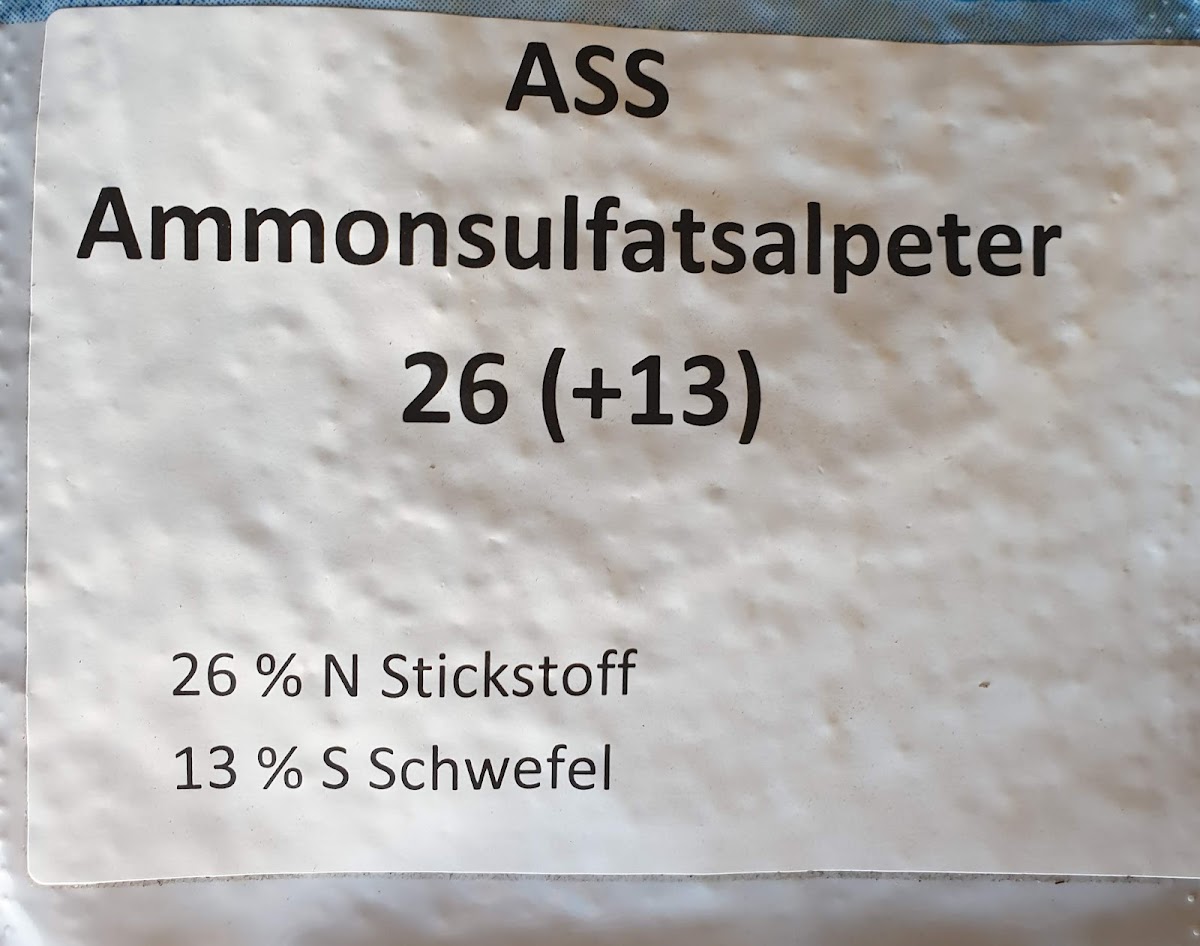 ASS
Ammonsulfatsalpeter
26 (+13)
26 % N Stickstoff
13 % S Schwefel